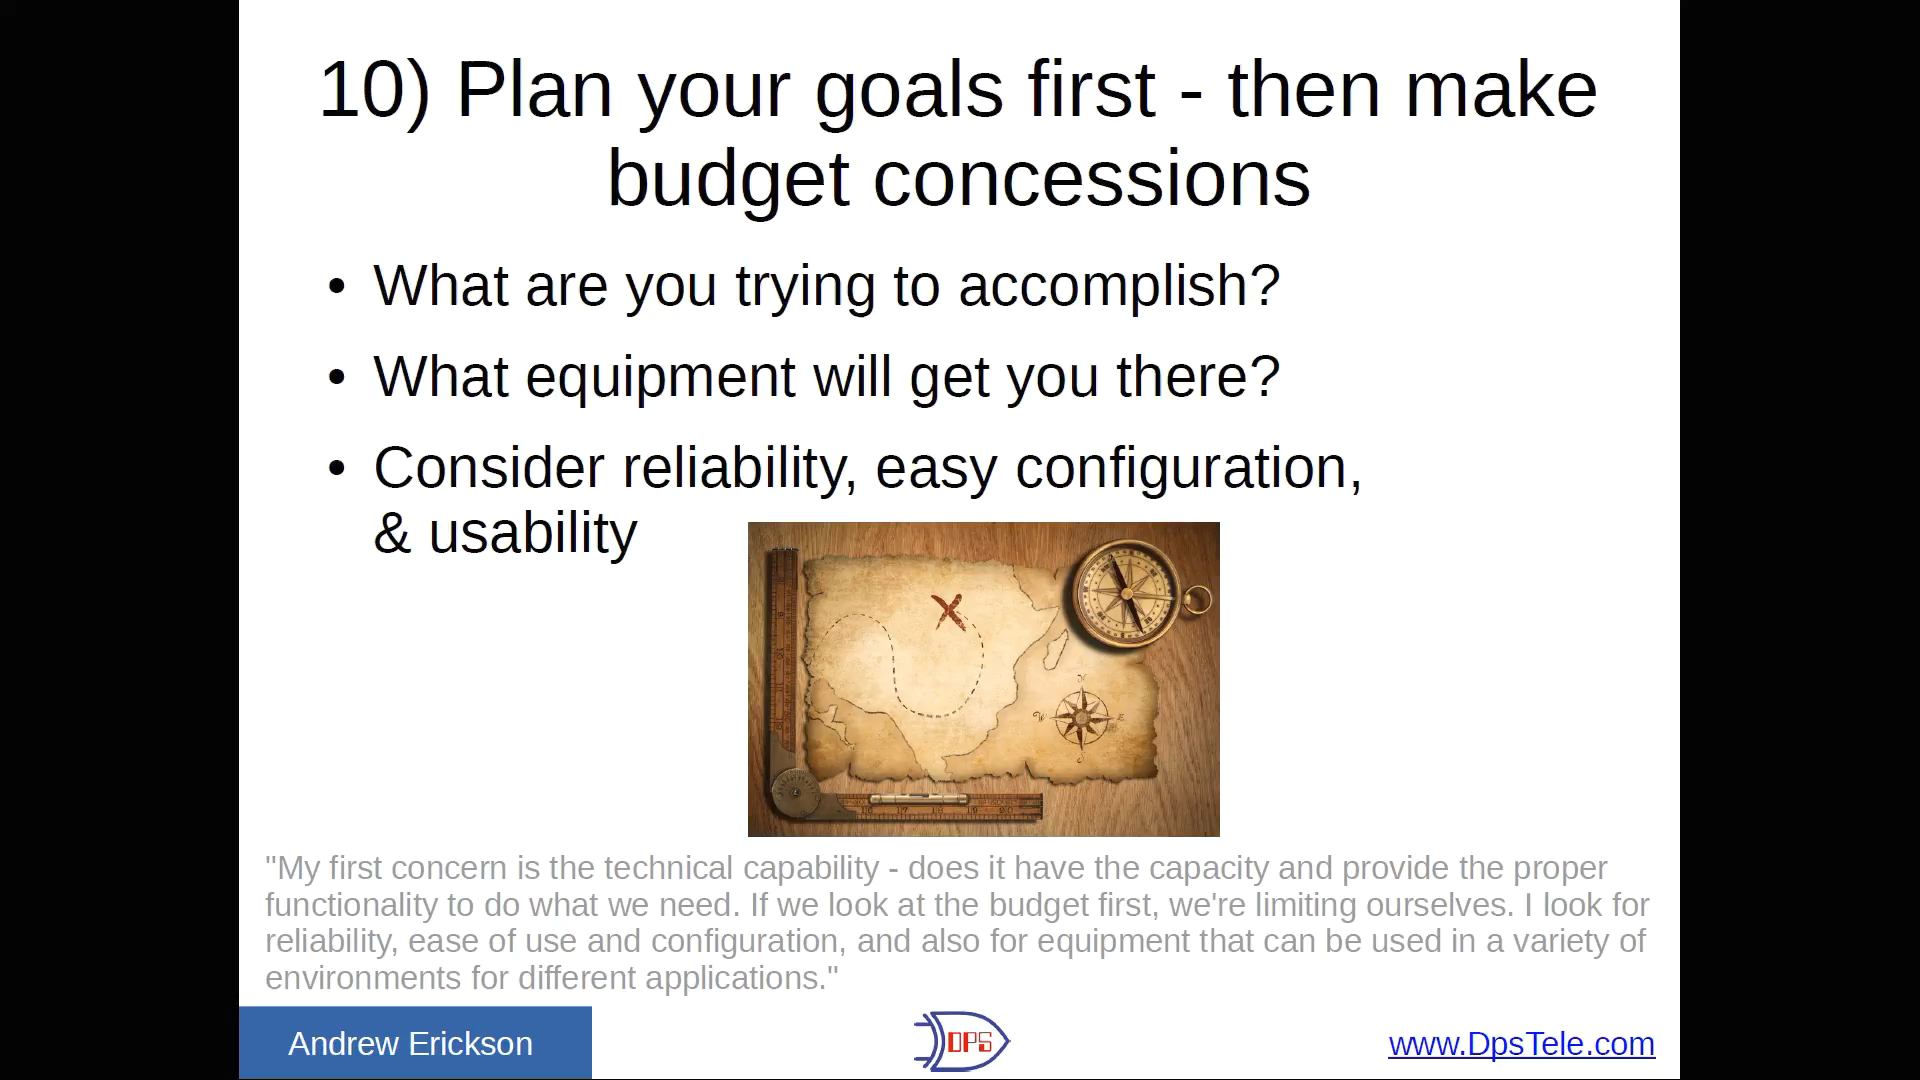 10) Plan your goals first - then make
budget concessions
• What are you trying to accomplish?
• What equipment will get you there?
• Consider reliability, easy configuration,
& usability
N
W
E
S
"My first concern is the technical capability - does it have the capacity and provide the proper
functionality to do what we need. If we look at the budget first, we're limiting ourselves. I look for
reliability, ease of use and configuration, and also for equipment that can be used in a variety of
environments for different applications."
Andrew Erickson
DPS
www.DpsTele.com